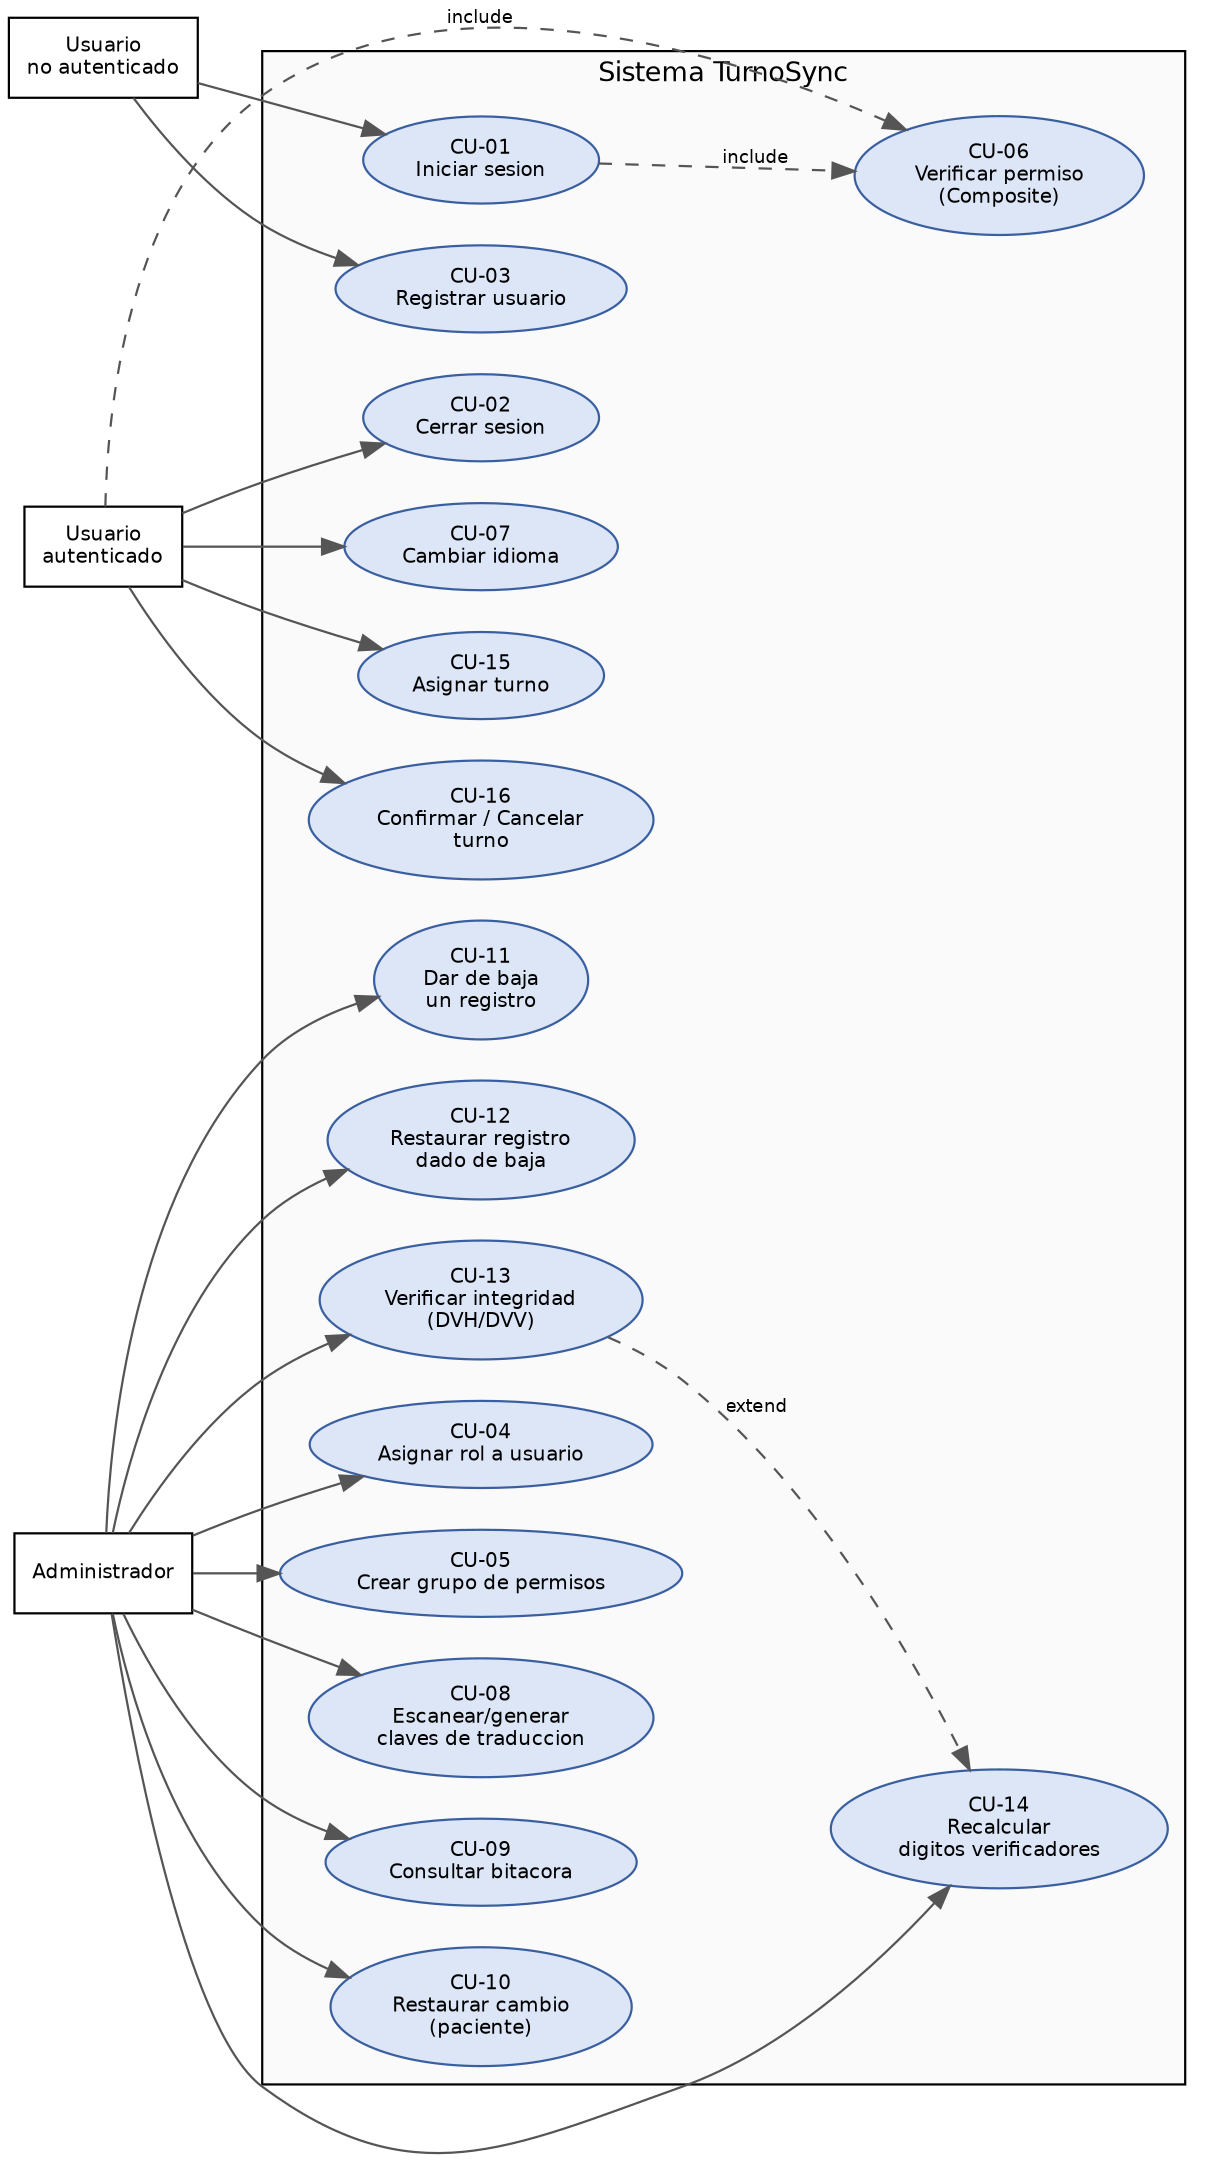 include
Usuario
no autenticado
Sistema TurnoSync
CU-01
Iniciar sesion
include
CU-06
Verificar permiso
(Composite)
CU-03
Registrar usuario
CU-02
Cerrar sesion
Usuario
autenticado
CU-07
Cambiar idioma
CU-15
Asignar turno
CU-16
Confirmar / Cancelar
turno
CU-11
Dar de baja
un registro
CU-12
Restaurar registro
dado de baja
CU-13
Verificar integridad
(DVH/DVV)
extend
CU-04
Asignar rol a usuario
Administrador
CU-05
Crear grupo de permisos
CU-08
Escanear/generar
claves de traduccion
CU-14
Recalcular
digitos verificadores
CU-09
Consultar bitacora
CU-10
Restaurar cambio
(paciente)